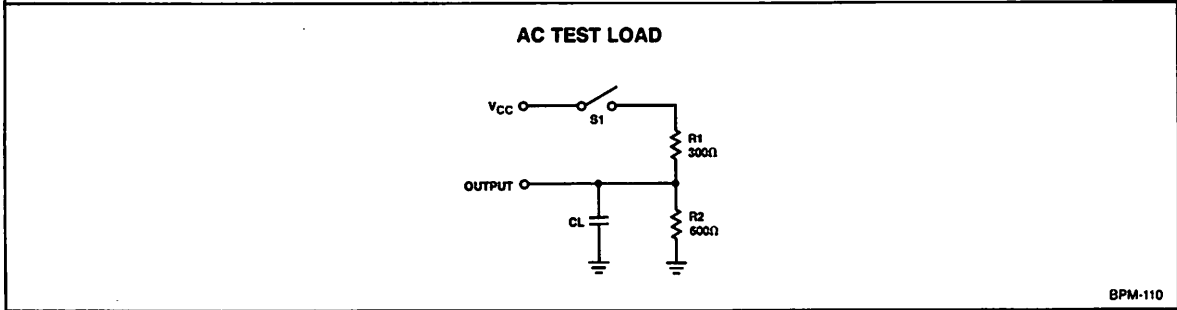 AC TEST LOAD
VCC
S1
R1
300Ω
OUTPUT
CL
R2
600Ω
BPM-110